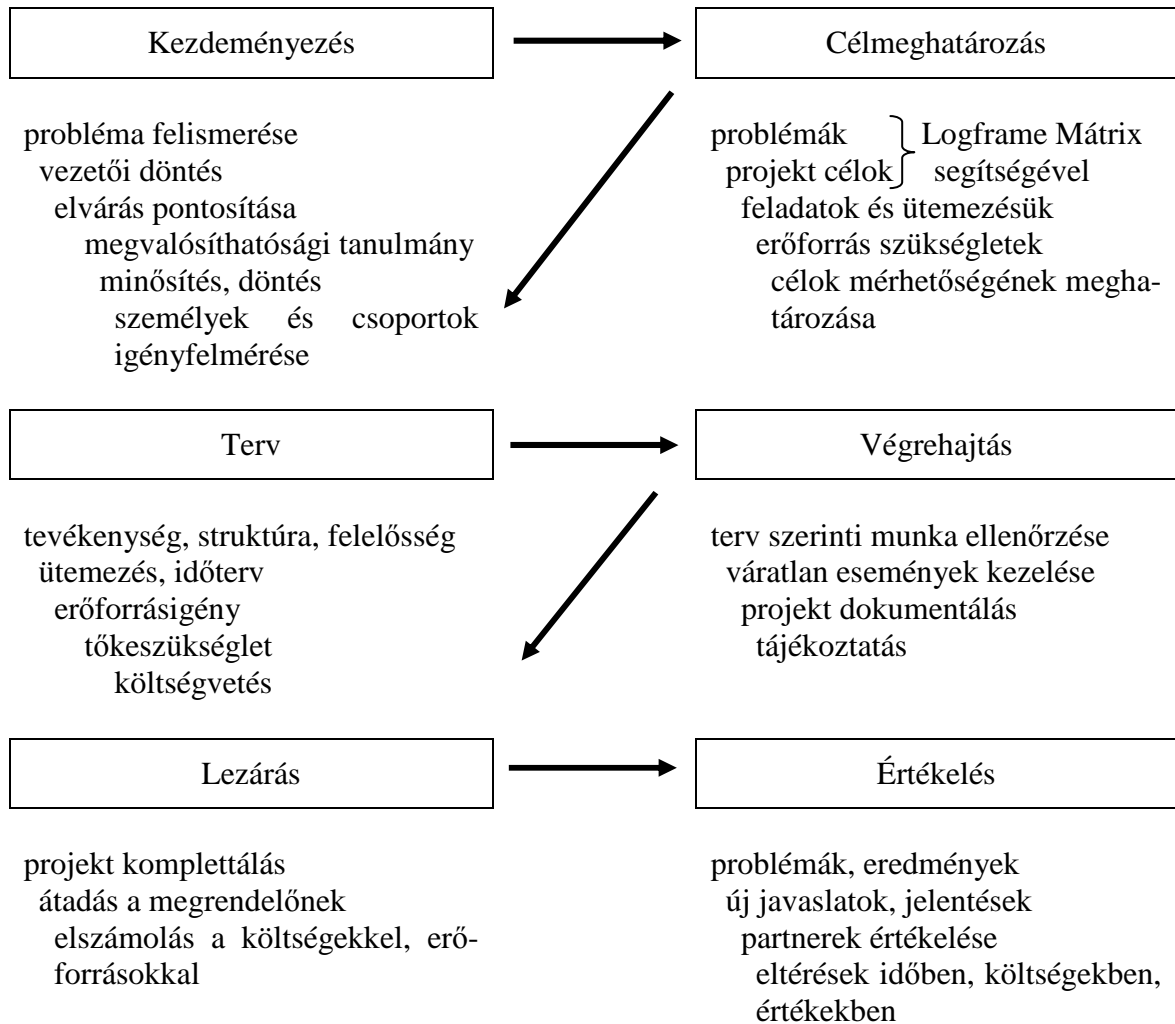 Kezdeményezés
Célmeghatározás
probléma felismerése
vezetői döntés
elvárás pontosítása
megvalósíthatósági tanulmány
minősítés, döntés
személyek és csoportok
igényfelmérése
problémák
projekt célok
Logframe Mátrix
segítségével
feladatok és ütemezésük
erőforrás szükségletek
célok mérhetőségének megha-
tározása
Terv
Végrehajtás
tevékenység, struktúra, felelősség
ütemezés, időterv
erőforrásigény
tőkeszükséglet
költségvetés
terv szerinti munka ellenőrzése
váratlan események kezelése
projekt dokumentálás
tájékoztatás
Lezárás
Értékelés
projekt komplettálás
átadás a megrendelőnek
elszámolás a költségekkel, erő-
forrásokkal
problémák, eredmények
új javaslatok, jelentések
partnerek értékelése
eltérések időben, költségekben,
értékekben